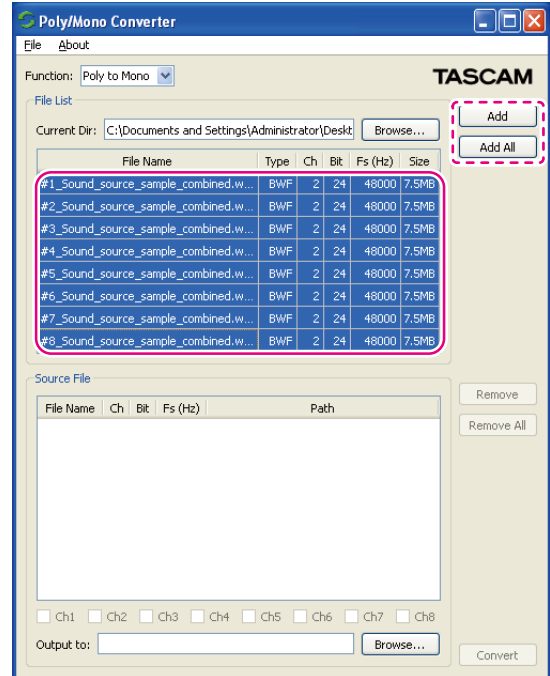 Poly/Mono Converter
File About
Function: Poly to Mono
TASCAM
File List
Current Dir: C:\Documents and Settings\Administrator\Deskt Browse...
Add
Add All
File Name Type Ch Bit Fs (Hz) Size
#1_Sound_source_sample_combined.w... BWF 2 24 48000 7.5MB
#2_Sound_source_sample_combined.w... BWF 2 24 48000 7.5MB
#3_Sound_source_sample_combined.w... BWF 2 24 48000 7.5MB
#4_Sound_source_sample_combined.w... BWF 2 24 48000 7.5MB
#5_Sound_source_sample_combined.w... BWF 2 24 48000 7.5MB
#6_Sound_source_sample_combined.w... BWF 2 24 48000 7.5MB
#7_Sound_source_sample_combined.w... BWF 2 24 48000 7.5MB
#8_Sound_source_sample_combined.w... BWF 2 24 48000 7.5MB
Source File
File Name Ch Bit Fs (Hz) Path
Remove
Remove All
Ch1 Ch2 Ch3 Ch4 Ch5 Ch6 Ch7 Ch8
Output to: Browse...
Convert